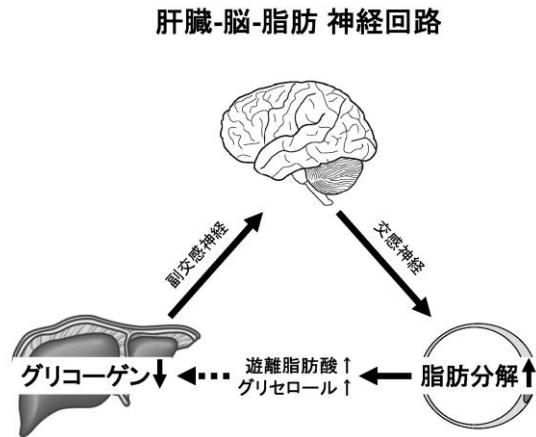 肝臓-脳-脂肪 神経回路
副交感神経
交感神経
グリコーゲン↓
遊離脂肪酸↑
グリセロール↑
脂肪分解↑